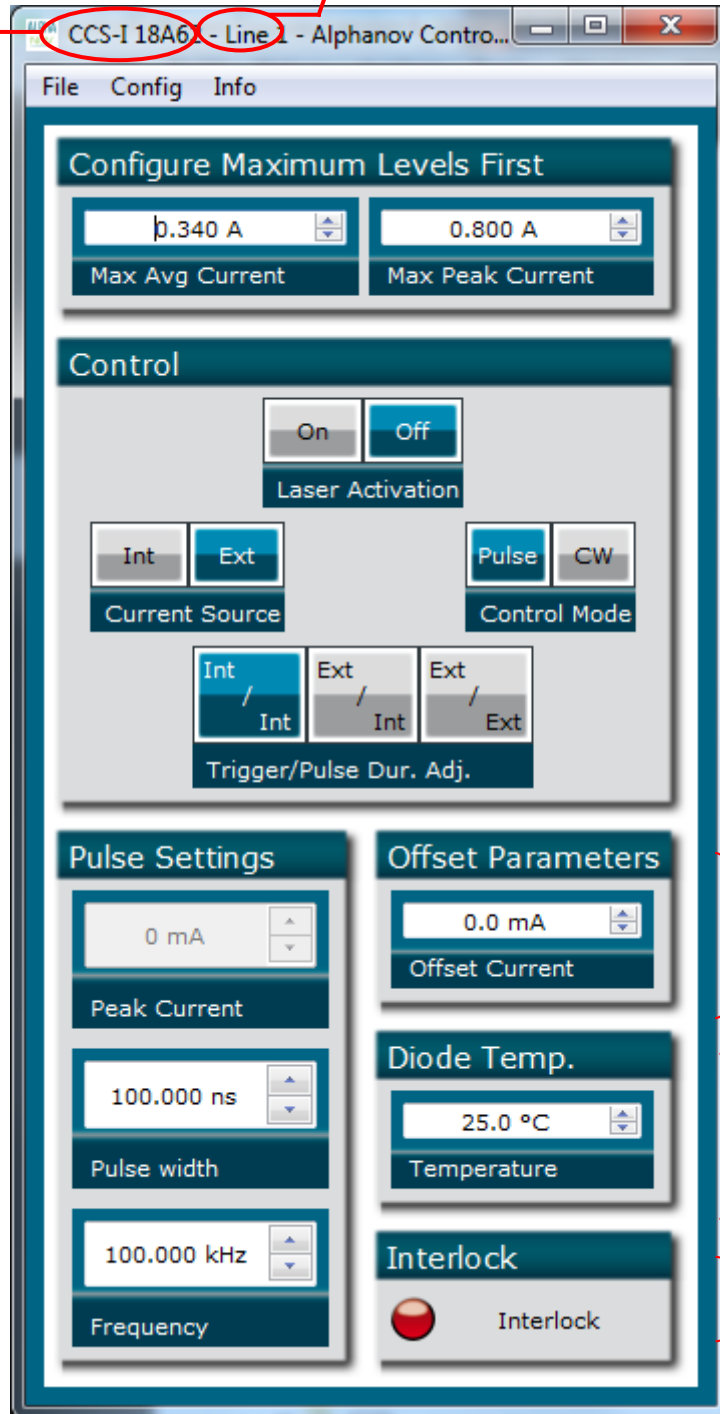 CCS-I 18A62 - Line 1 - Alphanov Contro...
File Config Info
Configure Maximum Levels First
0.340 A 0.800 A
Max Avg Current Max Peak Current
Control
On Off
Laser Activation
Int Ext Pulse CW
Current Source Control Mode
Int / Int Ext / Int Ext / Ext
Trigger/Pulse Dur. Adj.
Pulse Settings
0 mA
Peak Current
100.000 ns
Pulse width
100.000 kHz
Frequency
Offset Parameters
0.0 mA
Offset Current
Diode Temp.
25.0 °C
Temperature
Interlock
Interlock